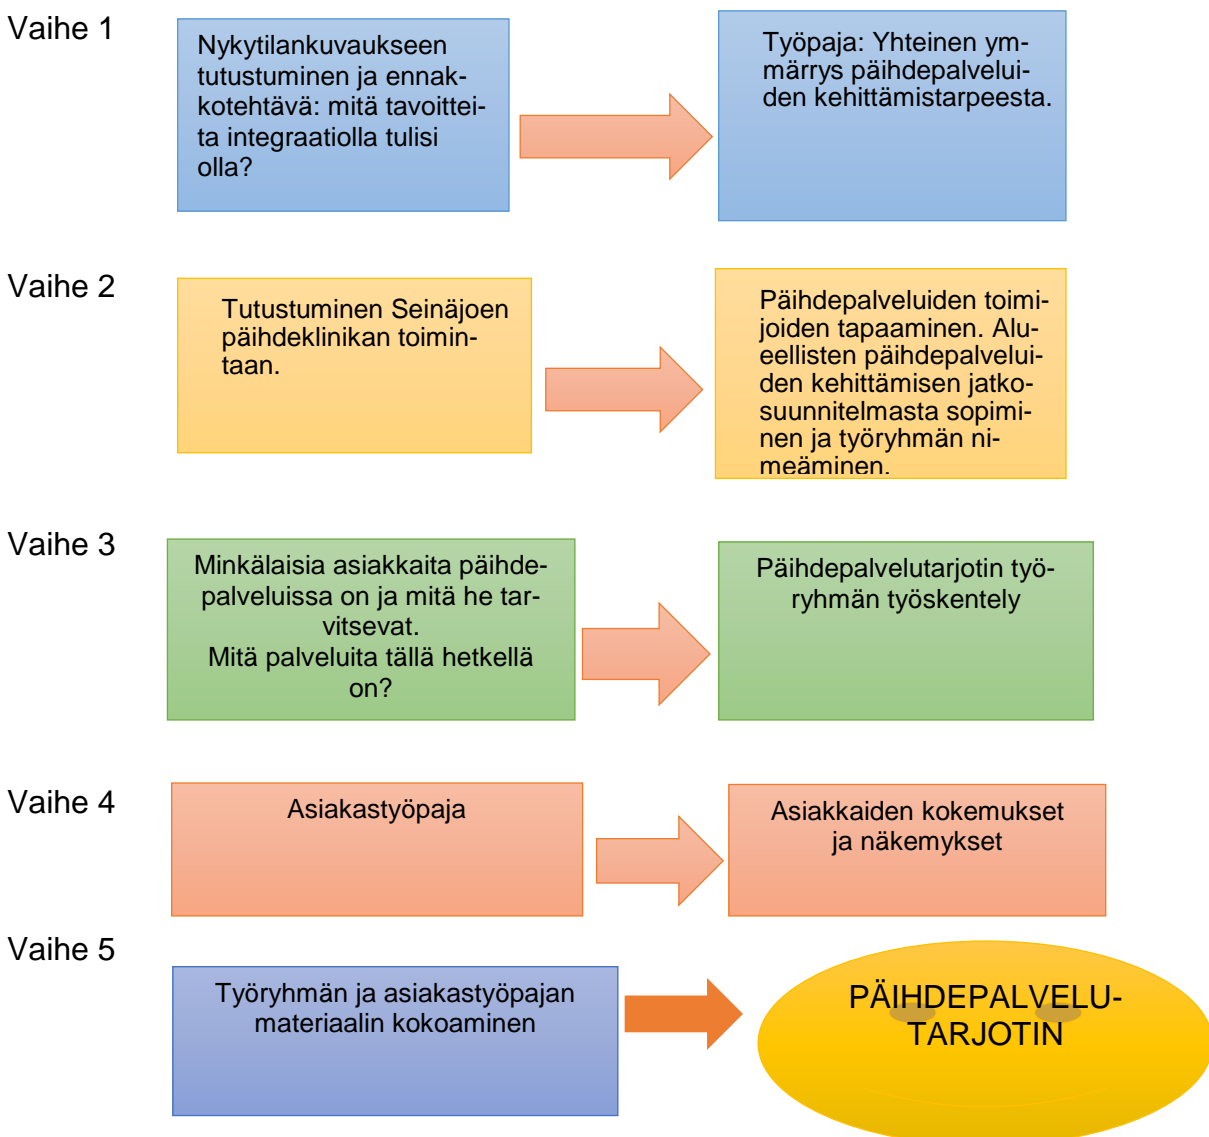 Vaihe 1
Nykytilankuvaukseen
tutustuminen ja ennak-
kotehtävä: mitä tavoittei-
ta integraatiolla tulisi
olla?
Työpaja: Yhteinen ym-
märrys päihdepalvelui-
den kehittämistarpeesta.
Vaihe 2
Tutustuminen Seinäjoen
päihdeklinikan toimin-
taan.
Päihdepalveluiden toimi-
joiden tapaaminen. Alu-
eellisten päihdepalvelui-
den kehittämisen jatko-
suunnitelmasta sopimi-
nen ja työryhmän ni-
meäminen.
Vaihe 3
Minkälaisia asiakkaita päihde-
palveluissa on ja mitä he tar-
vitsevat.
Mitä palveluita tällä hetkellä
on?
Päihdepalvelutarjotin työ-
ryhmän työskentely
Vaihe 4
Asiakastyöpaja
Asiakkaiden kokemukset
ja näkemykset
Vaihe 5
Työryhmän ja asiakastyöpajan
materiaalin kokoaminen
PÄIHDEPALVELU-
TARJOTIN